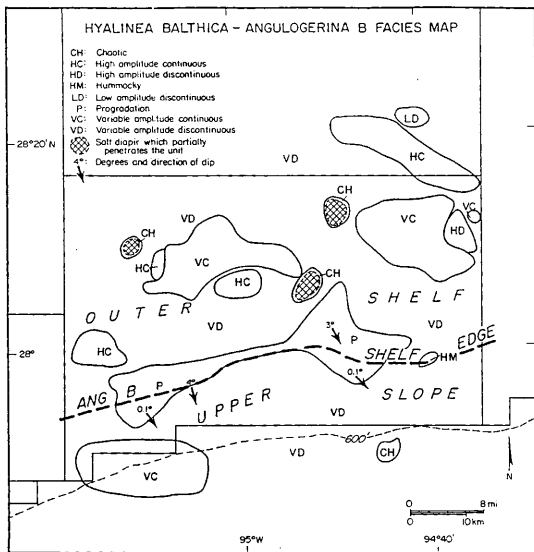 HYALINEA BALTHICA – ANGULOGERINA B FACIES MAP
CH: Chaotic
HC: High amplitude continuous
HD: High amplitude discontinuous
HM: Hummocky
LD: Low amplitude discontinuous
P: Progradation
VC: Variable amplitude continuous
VD: Variable amplitude discontinuous
Salt diapir which partially
penetrates the unit
4° Degrees and direction of dip
LD
28°20' N
VD
HC
CH
VC
CH
VD
VC
HD
HC
VC
HC
CH
OUTER
SHELF
VD
3°
P
VD
28°
HC
SHELF
EDGE
HM
ANG B
P
4°
0.1°
0.1°
UPPER
SLOPE
VD
600'
VD
CH
VC
N
0 8 mi
0 10 km
95°W
94°40'